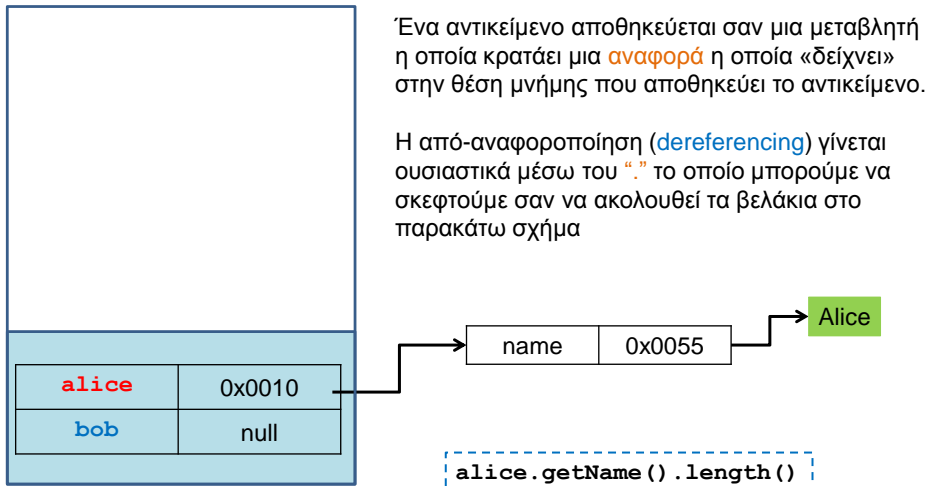 Ένα αντικείμενο αποθηκεύεται σαν μια μεταβλητή
η οποία κρατάει μια αναφορά η οποία «δείχνει»
στην θέση μνήμης που αποθηκεύει το αντικείμενο.
Η από-αναφοροποίηση (dereferencing) γίνεται
ουσιαστικά μέσω του “.” το οποίο μπορούμε να
σκεφτούμε σαν να ακολουθεί τα βελάκια στο
παρακάτω σχήμα
Alice
name 0x0055
alice 0x0010
bob null
alice.getName().length()